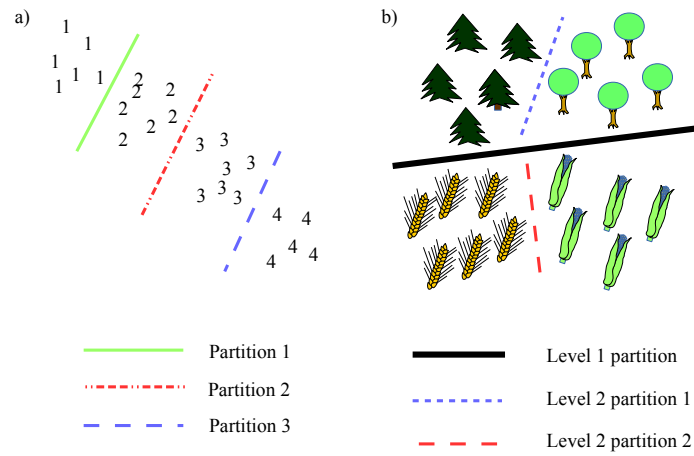 a)
b)
1
1
1
1 1 1
2
2 2
2
2 2
2
3 3
3 3
3 3 3
4 4
4
4 4
Partition 1
Partition 2
Partition 3
Level 1 partition
Level 2 partition 1
Level 2 partition 2